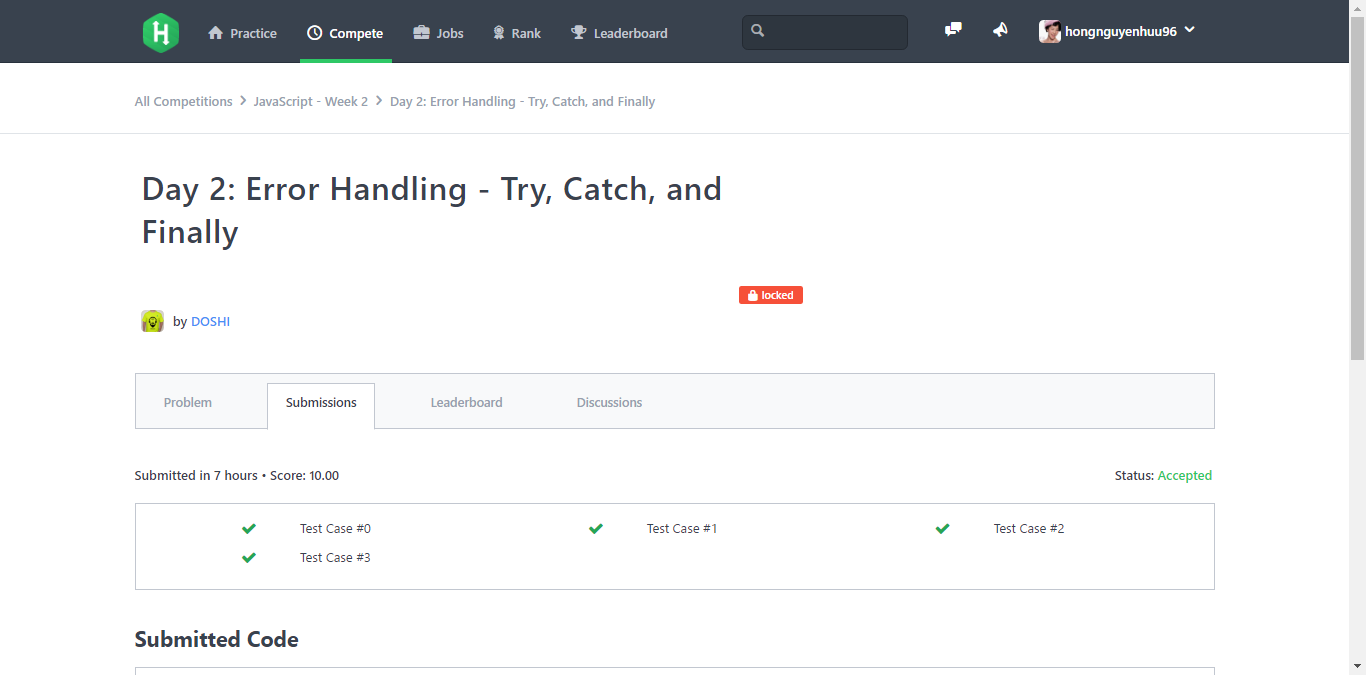 H Practice Compete Jobs Rank Leaderboard hongnguyenhuu96
All Competitions > JavaScript - Week 2 > Day 2: Error Handling - Try, Catch, and Finally
Day 2: Error Handling - Try, Catch, and
Finally
locked
by DOSHI
Problem Submissions Leaderboard Discussions
Submitted in 7 hours • Score: 10.00 Status: Accepted
Test Case #0 Test Case #1 Test Case #2
Test Case #3
Submitted Code